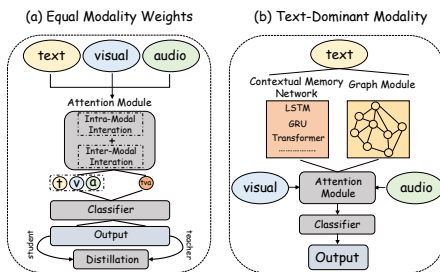 (a) Equal Modality Weights
text
visual
audio
Attention Module
Intra-Modal
Interation
+
Inter-Modal
Interation
t
v
a
tva
Classifier
Output
student
teacher
Distillation
(b) Text-Dominant Modality
text
Contextual Memory
Network
Graph Module
LSTM
GRU
Transformer
..................
visual
Attention
Module
audio
Classifier
Output